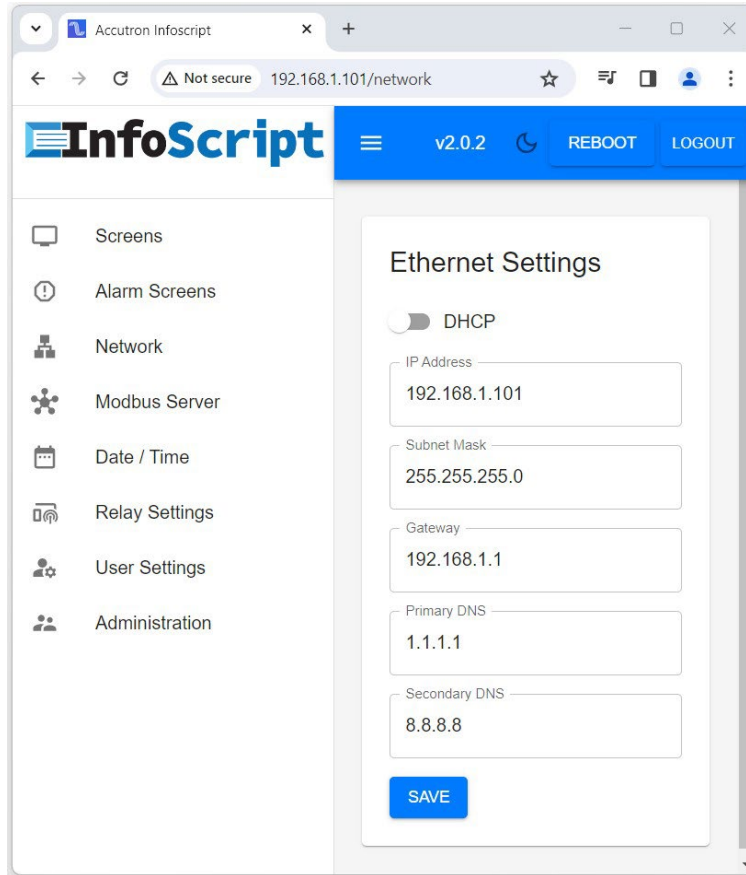 Accutron Infoscript
Not secure 192.168.1.101/network
InfoScript
v2.0.2 REBOOT LOGOUT
Screens
Alarm Screens
Network
Modbus Server
Date / Time
Relay Settings
User Settings
Administration
Ethernet Settings
DHCP
IP Address
192.168.1.101
Subnet Mask
255.255.255.0
Gateway
192.168.1.1
Primary DNS
1.1.1.1
Secondary DNS
8.8.8.8
SAVE